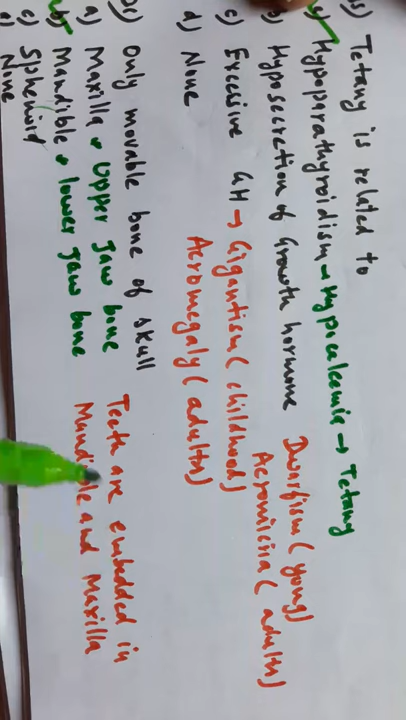 Tetany is related to
a) Hypoparathyroidism → Hypocalcemia → Tetany
b) Hyposecretion of Growth hormone Dwarfism (young)
Acromicria (adults)
c) Excessive GH → Gigantism (childhood)
Acromegaly (adults)
d) None
Only movable bone of skull
a) Maxilla → Upper Jaw bone
b) Mandible → lower Jaw bone
c) Sphenoid
d) None
Teeth are embedded in
Mandible and Maxilla